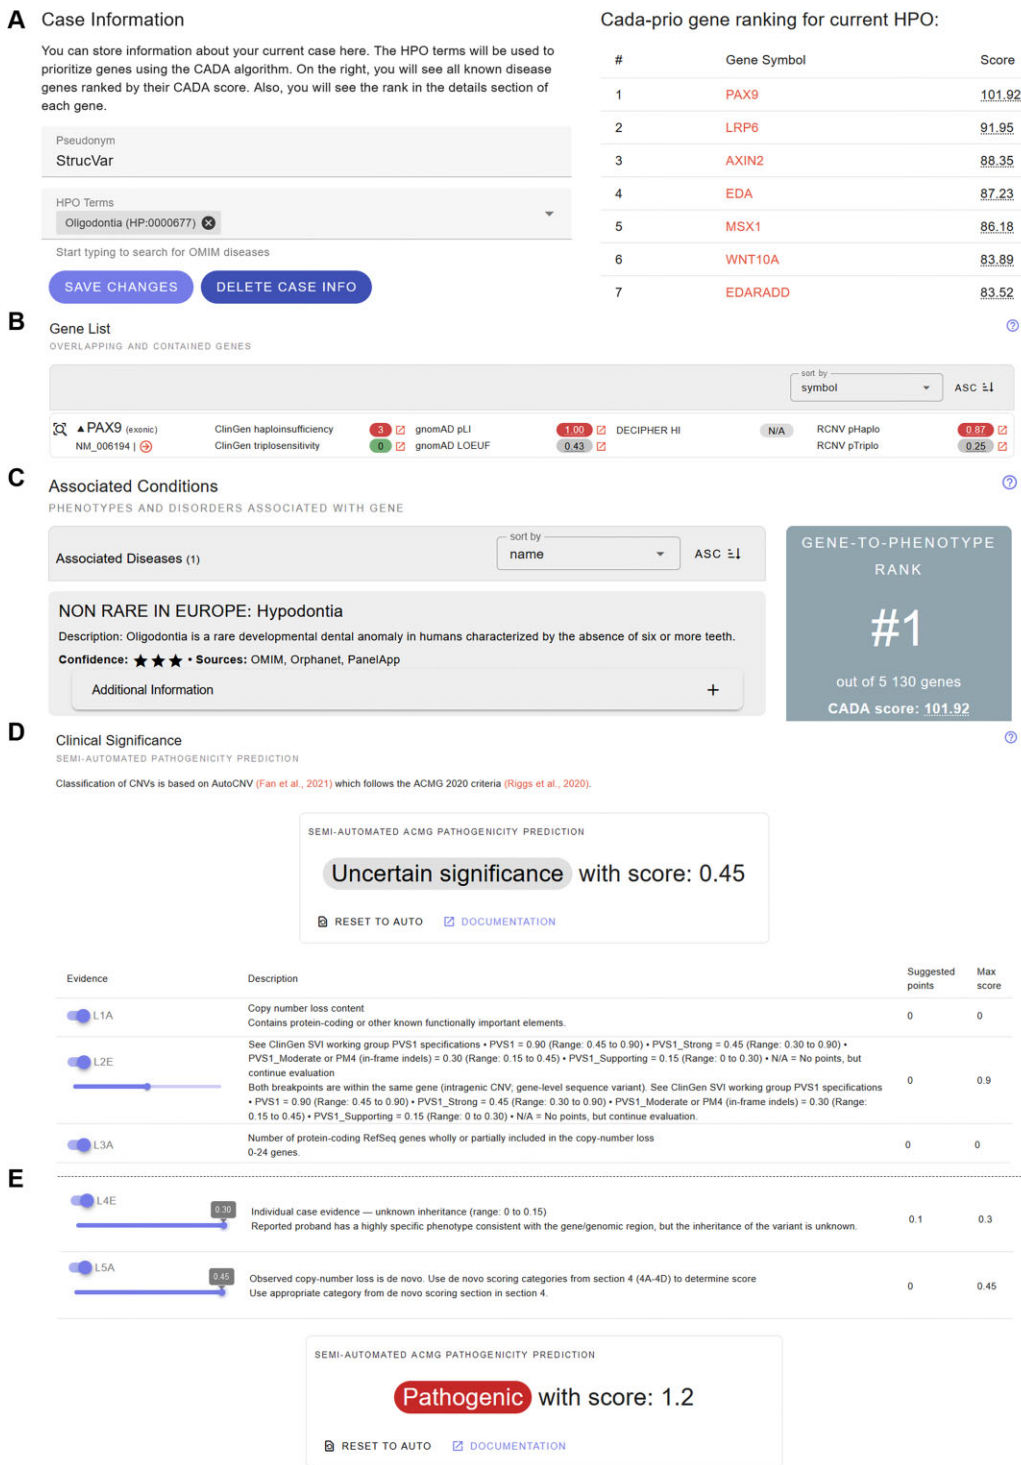 A Case Information
You can store information about your current case here. The HPO terms will be used to
prioritize genes using the CADA algorithm. On the right, you will see all known disease
genes ranked by their CADA score. Also, you will see the rank in the details section of
each gene.
Pseudonym
StrucVar
HPO Terms
Oligodontia (HP:0000677)
Start typing to search for OMIM diseases
SAVE CHANGES DELETE CASE INFO
Cada-prio gene ranking for current HPO:
# Gene Symbol Score
1 PAX9 101.92
2 LRP6 91.95
3 AXIN2 88.35
4 EDA 87.23
5 MSX1 86.18
6 WNT10A 83.89
7 EDARADD 83.52
B Gene List
OVERLAPPING AND CONTAINED GENES
sort by
symbol ASC
▲PAX9 (exonic) ClinGen haploinsufficiency 3 gnomAD pLI 1.00 DECIPHER HI N/A RCNV pHaplo 0.87
NM_006194 | ClinGen triplosensitivity 0 gnomAD LOEUF 0.43 RCNV pTriplo 0.25
C Associated Conditions
PHENOTYPES AND DISORDERS ASSOCIATED WITH GENE
Associated Diseases (1)
sort by
name ASC
NON RARE IN EUROPE: Hypodontia
Description: Oligodontia is a rare developmental dental anomaly in humans characterized by the absence of six or more teeth.
Confidence: ★ ★ ★ • Sources: OMIM, Orphanet, PanelApp
Additional Information +
GENE-TO-PHENOTYPE
RANK
#1
out of 5 130 genes
CADA score: 101.92
D Clinical Significance
SEMI-AUTOMATED PATHOGENICITY PREDICTION
Classification of CNVs is based on AutoCNV (Fan et al., 2021) which follows the ACMG 2020 criteria (Riggs et al., 2020).
SEMI-AUTOMATED ACMG PATHOGENICITY PREDICTION
Uncertain significance with score: 0.45
RESET TO AUTO DOCUMENTATION
Evidence Description Suggested points Max score
L1A Copy number loss content 0 0
Contains protein-coding or other known functionally important elements.
L2E See ClinGen SVI working group PVS1 specifications • PVS1 = 0.90 (Range: 0.45 to 0.90) • PVS1_Strong = 0.45 (Range: 0.30 to 0.90) •
PVS1_Moderate or PM4 (in-frame indels) = 0.30 (Range: 0.15 to 0.45) • PVS1_Supporting = 0.15 (Range: 0 to 0.30) • N/A = No points, but
continue evaluation
Both breakpoints are within the same gene (intragenic CNV; gene-level sequence variant). See ClinGen SVI working group PVS1 specifications 0 0.9
• PVS1 = 0.90 (Range: 0.45 to 0.90) • PVS1_Strong = 0.45 (Range: 0.30 to 0.90) • PVS1_Moderate or PM4 (in-frame indels) = 0.30 (Range:
0.15 to 0.45) • PVS1_Supporting = 0.15 (Range: 0 to 0.30) • N/A = No points, but continue evaluation.
L3A Number of protein-coding RefSeq genes wholly or partially included in the copy-number loss 0 0
0-24 genes.
E L4E 0.30 Individual case evidence — unknown inheritance (range: 0 to 0.15)
Reported proband has a highly specific phenotype consistent with the gene/genomic region, but the inheritance of the variant is unknown. 0.1 0.3
L5A 0.45 Observed copy-number loss is de novo. Use de novo scoring categories from section 4 (4A-4D) to determine score
Use appropriate category from de novo scoring section in section 4. 0 0.45
SEMI-AUTOMATED ACMG PATHOGENICITY PREDICTION
Pathogenic with score: 1.2
RESET TO AUTO DOCUMENTATION